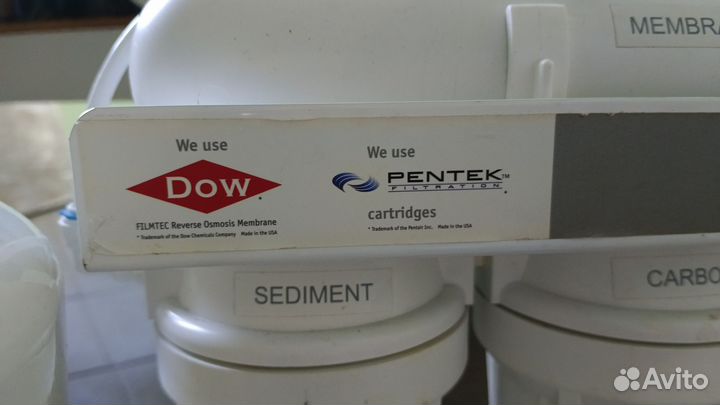 MEMBRA
We use
DOW
FILMTEC Reverse Osmosis Membrane
* Trademark of the Dow Chemicals Company Made in the USA
We use
PENTEK™
FILTRATION
cartridges
* Trademark of the Pentair Inc. Made in the USA
SEDIMENT
CARBO
Avito